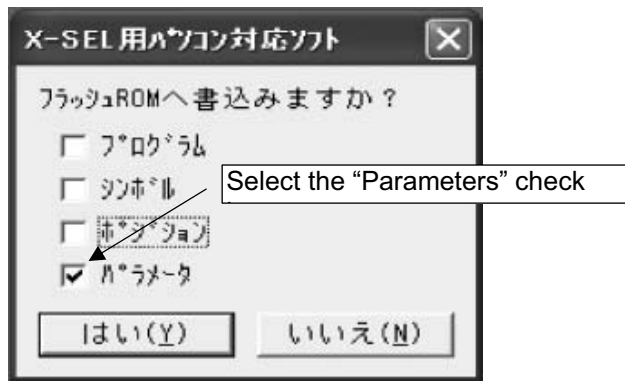 X-SEL用パソコン対応ソフト
フラッシュROMへ書込みますか?
プログラム
シンボル
Select the “Parameters” check
ポジション
パラメータ
はい(Y)
いいえ(N)